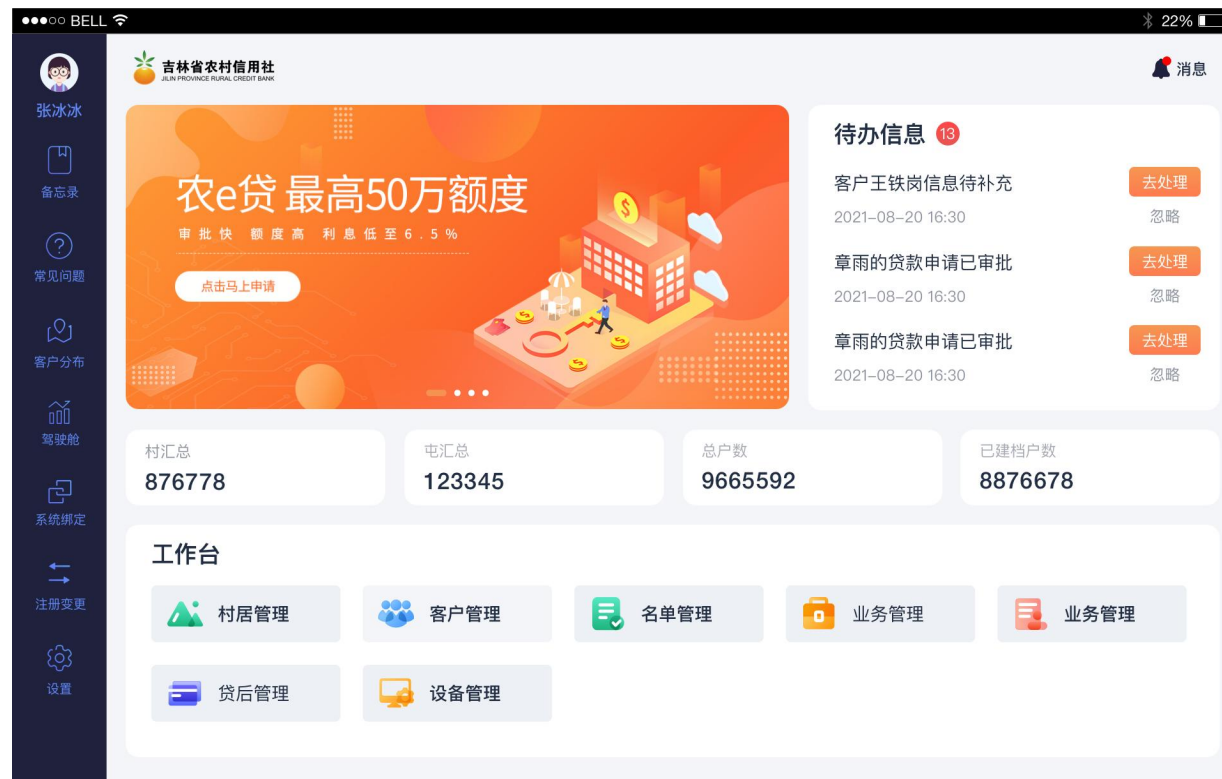 BELL
22%
张冰冰
备忘录
常见问题
客户分布
驾驶舱
系统绑定
注册变更
设置
吉林省农村信用社
JILIN PROVINCE RURAL CREDIT BANK
消息
农e贷 最高50万额度
审批快 额度高 利息低至6.5%
点击马上申请
待办信息 13
客户王铁岗信息待补充 去处理
2021-08-20 16:30 忽略
章雨的贷款申请已审批 去处理
2021-08-20 16:30 忽略
章雨的贷款申请已审批 去处理
2021-08-20 16:30 忽略
村汇总
876778
屯汇总
123345
总户数
9665592
已建档户数
8876678
工作台
村居管理 客户管理 名单管理 业务管理 业务管理
贷后管理 设备管理